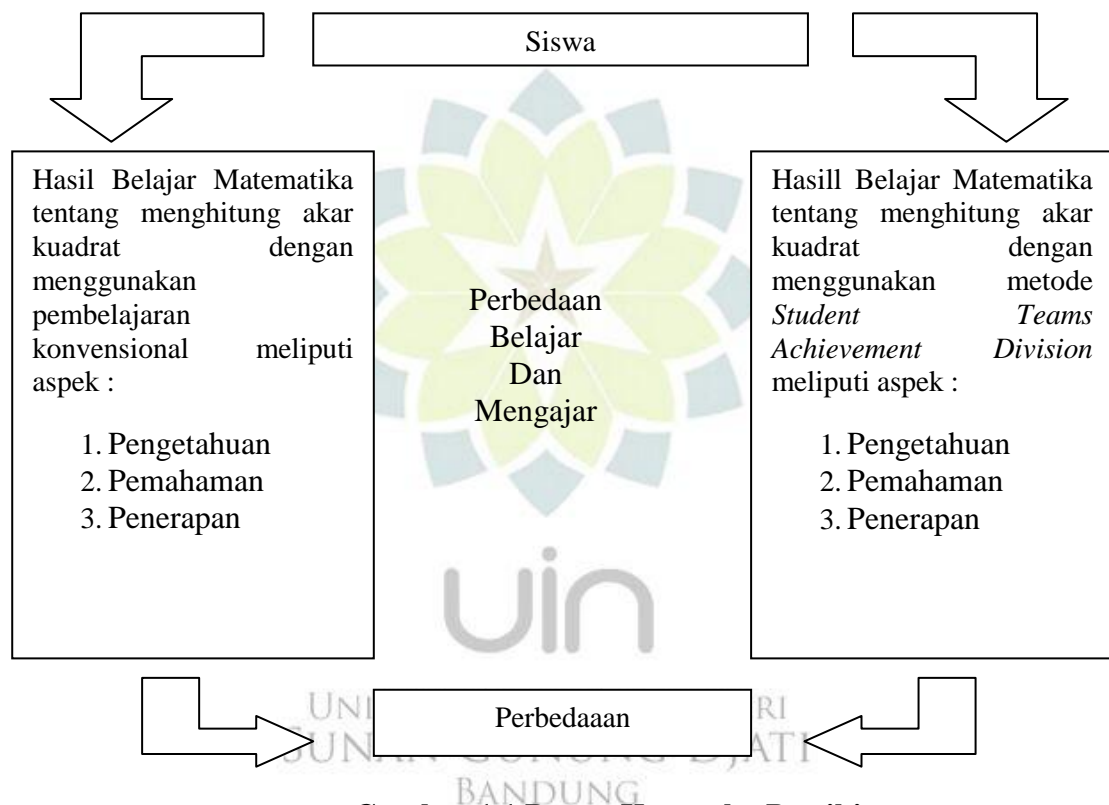 Siswa
Hasil Belajar Matematika
tentang menghitung akar
kuadrat dengan
menggunakan
pembelajaran
konvensional meliputi
aspek :
1. Pengetahuan
2. Pemahaman
3. Penerapan
Perbedaan
Belajar
Dan
Mengajar
Hasill Belajar Matematika
tentang menghitung akar
kuadrat dengan
menggunakan metode
Student Teams
Achievement Division
meliputi aspek :
1. Pengetahuan
2. Pemahaman
3. Penerapan
uin
Perbedaaan
SUNAN GUNUNG DJATI
BANDUNG